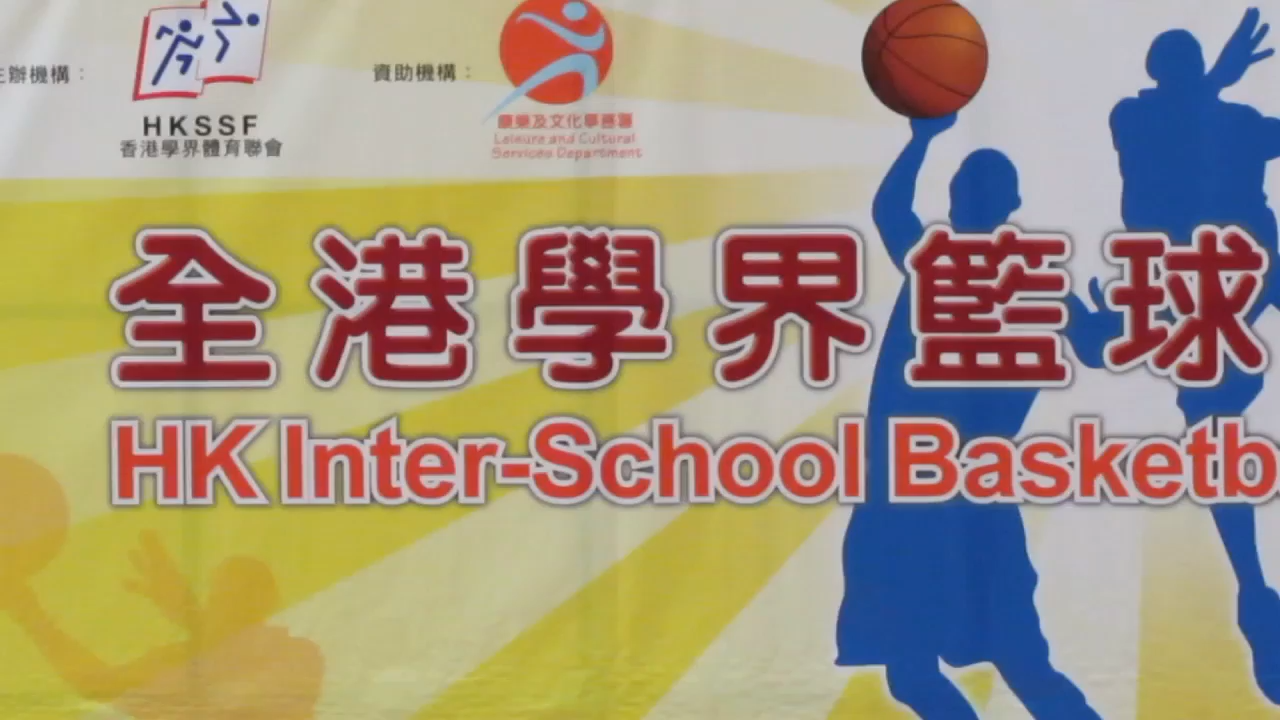 主辦機構：
資助機構：
HKSSF
香港學界體育聯會
康樂及文化事務署
Leisure and Cultural
Services Department
全港學界籃球
HK Inter-School Basketb